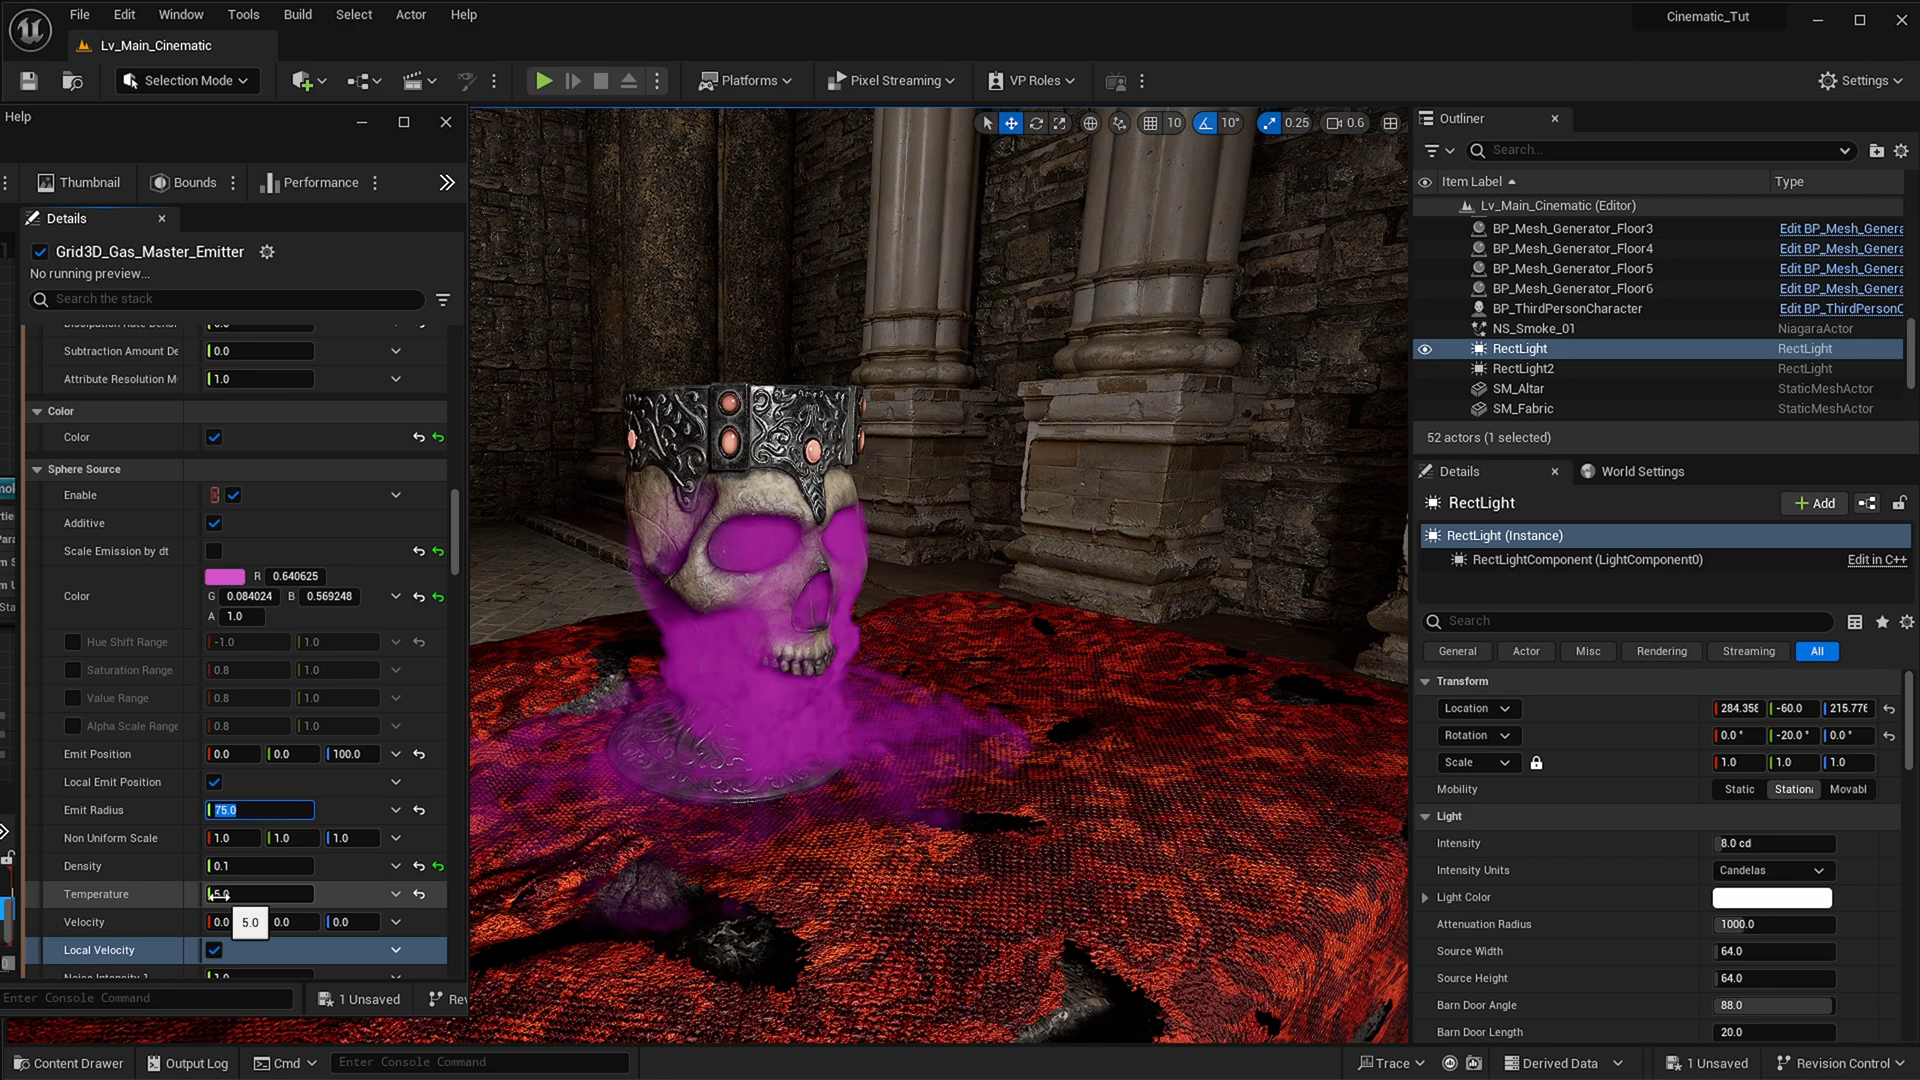 File Edit Window Tools Build Select Actor Help
Cinematic_Tut
Lv_Main_Cinematic
Selection Mode
Platforms
Pixel Streaming
VP Roles
Settings
Help
Thumbnail
Bounds
Performance
Details
Grid3D_Gas_Master_Emitter
No running preview...
Search the stack
Subtraction Amount De 0.0
Attribute Resolution M 1.0
Color
Color
Sphere Source
Enable
Additive
Scale Emission by dt
R 0.640625
Color G 0.084024 B 0.569248
A 1.0
Hue Shift Range -1.0 1.0
Saturation Range 0.8 1.0
Value Range 0.8 1.0
Alpha Scale Range 0.8 1.0
Emit Position 0.0 0.0 100.0
Local Emit Position
Emit Radius 75.0
Non Uniform Scale 1.0 1.0 1.0
Density 0.1
Temperature 5.0
Velocity 0.0 0.0 0.0
5.0
Local Velocity
Noise Intensity 1 1.0
Enter Console Command
1 Unsaved
Rev
10 10° 0.25 0.6
Outliner
Search...
Item Label Type
Lv_Main_Cinematic (Editor)
BP_Mesh_Generator_Floor3 Edit BP_Mesh_Genera
BP_Mesh_Generator_Floor4 Edit BP_Mesh_Genera
BP_Mesh_Generator_Floor5 Edit BP_Mesh_Genera
BP_Mesh_Generator_Floor6 Edit BP_Mesh_Genera
BP_ThirdPersonCharacter Edit BP_ThirdPersonC
NS_Smoke_01 NiagaraActor
RectLight RectLight
RectLight2 RectLight
SM_Altar StaticMeshActor
SM_Fabric StaticMeshActor
52 actors (1 selected)
Details
World Settings
RectLight
Add
RectLight (Instance)
RectLightComponent (LightComponent0) Edit in C++
Search
General Actor Misc Rendering Streaming All
Transform
Location 284.358 -60.0 215.776
Rotation 0.0 ° -20.0 ° 0.0 °
Scale 1.0 1.0 1.0
Mobility Static Stationa Movabl
Light
Intensity 8.0 cd
Intensity Units Candelas
Light Color
Attenuation Radius 1000.0
Source Width 64.0
Source Height 64.0
Barn Door Angle 88.0
Barn Door Length 20.0
Content Drawer
Output Log
Cmd
Enter Console Command
Trace
Derived Data
1 Unsaved
Revision Control